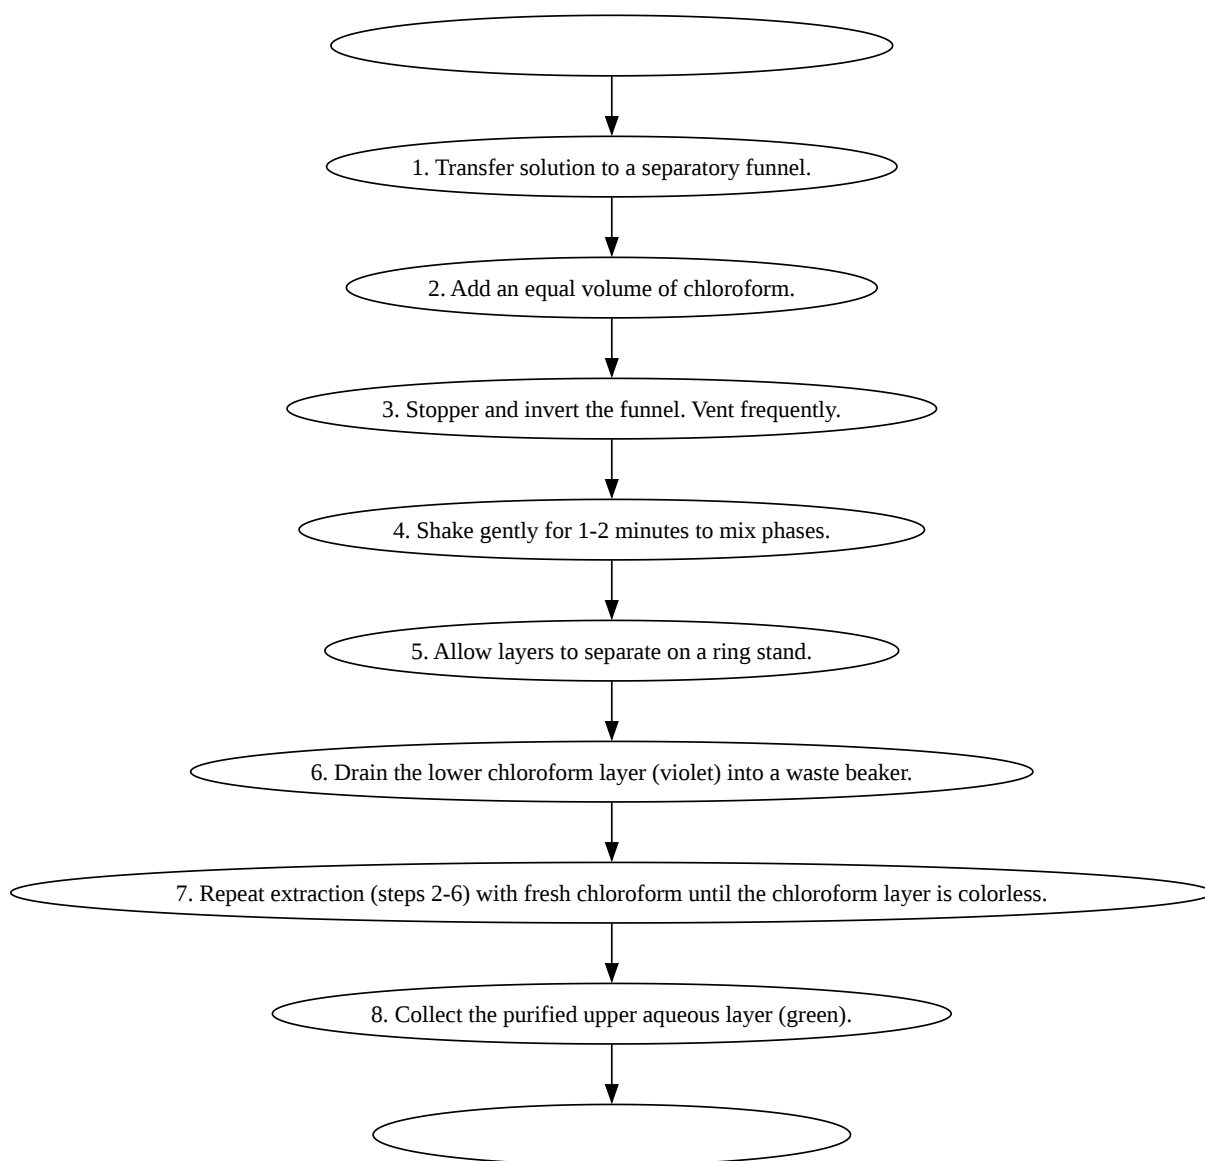 1. Transfer solution to a separatory funnel.
2. Add an equal volume of chloroform.
3. Stopper and invert the funnel. Vent frequently.
4. Shake gently for 1-2 minutes to mix phases.
5. Allow layers to separate on a ring stand.
6. Drain the lower chloroform layer (violet) into a waste beaker.
7. Repeat extraction (steps 2-6) with fresh chloroform until the chloroform layer is colorless.
8. Collect the purified upper aqueous layer (green).